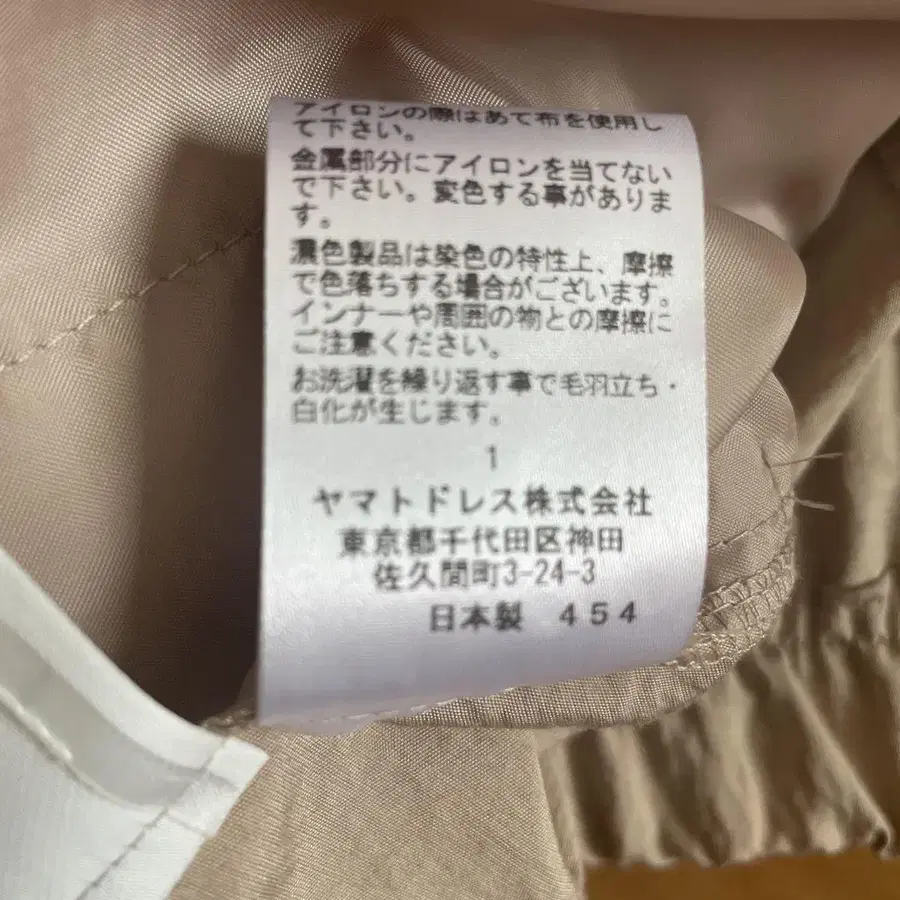 アイロンの際はあて布を使用し
て下さい。
金属部分にアイロンを当てない
で下さい。変色する事がありま
す。
濃色製品は染色の特性上、摩擦
で色落ちする場合がございます。
インナーや周囲の物との摩擦に
ご注意ください。
お洗濯を繰り返す事で毛羽立ち・
白化が生じます。
1
ヤマトドレス株式会社
東京都千代田区神田
佐久間町3-24-3
日本製 454